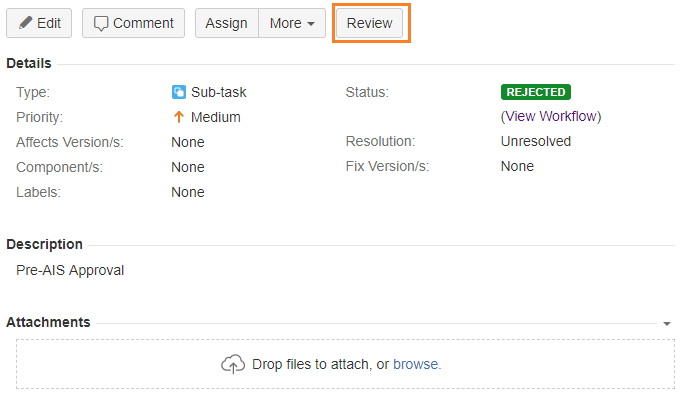 Edit Comment Assign More Review
Details
Type: Sub-task Status: REJECTED
Priority: Medium (View Workflow)
Affects Version/s: None Resolution: Unresolved
Component/s: None Fix Version/s: None
Labels: None
Description
Pre-AIS Approval
Attachments
Drop files to attach, or browse.